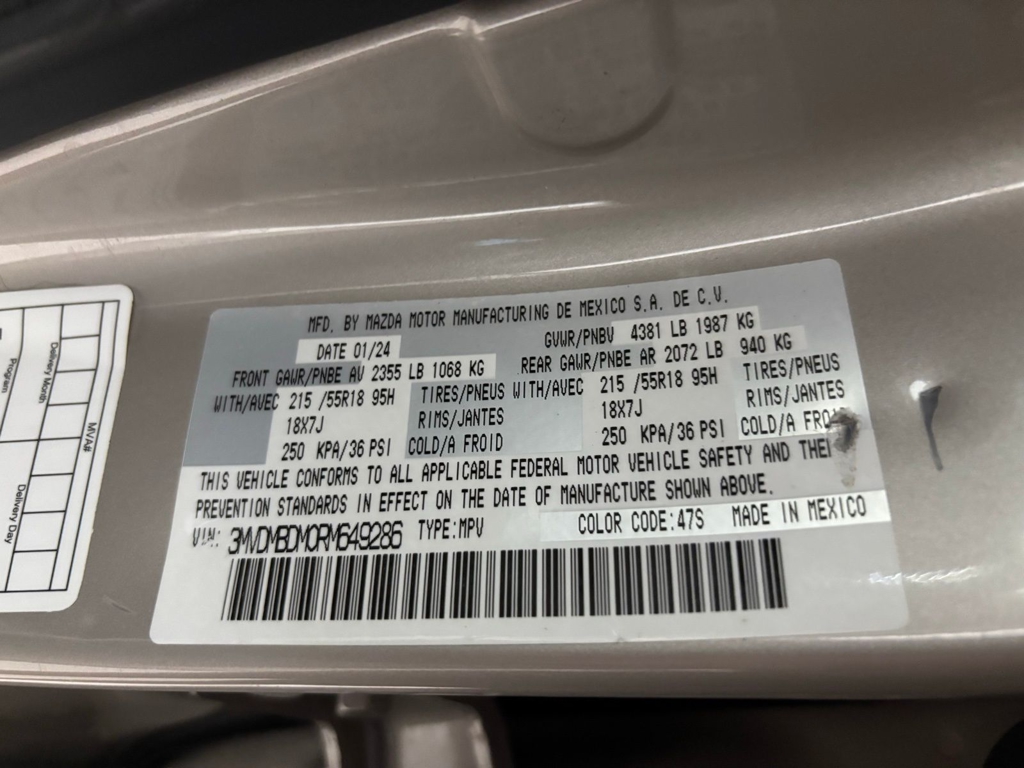 MFD. BY MAZDA MOTOR MANUFACTURING DE MEXICO S.A. DE C.V.
DATE 01/24 GVWR/PNBV 4381 LB 1987 KG
FRONT GAWR/PNBE AV 2355 LB 1068 KG REAR GAWR/PNBE AR 2072 LB 940 KG
WITH/AVEC 215 /55R18 95H TIRES/PNEUS WITH/AVEC 215 /55R18 95H TIRES/PNEUS
18X7J RIMS/JANTES 18X7J RIMS/JANTES
250 KPA/36 PSI COLD/A FROID 250 KPA/36 PSI COLD/A FRO
THIS VEHICLE CONFORMS TO ALL APPLICABLE FEDERAL MOTOR VEHICLE SAFETY AND THEF
PREVENTION STANDARDS IN EFFECT ON THE DATE OF MANUFACTURE SHOWN ABOVE.
VIN: 3MVDMBDM0RM649286 TYPE:MPV COLOR CODE:47S MADE IN MEXICO
MVA#
Delivery Month
Delivery Day
Program